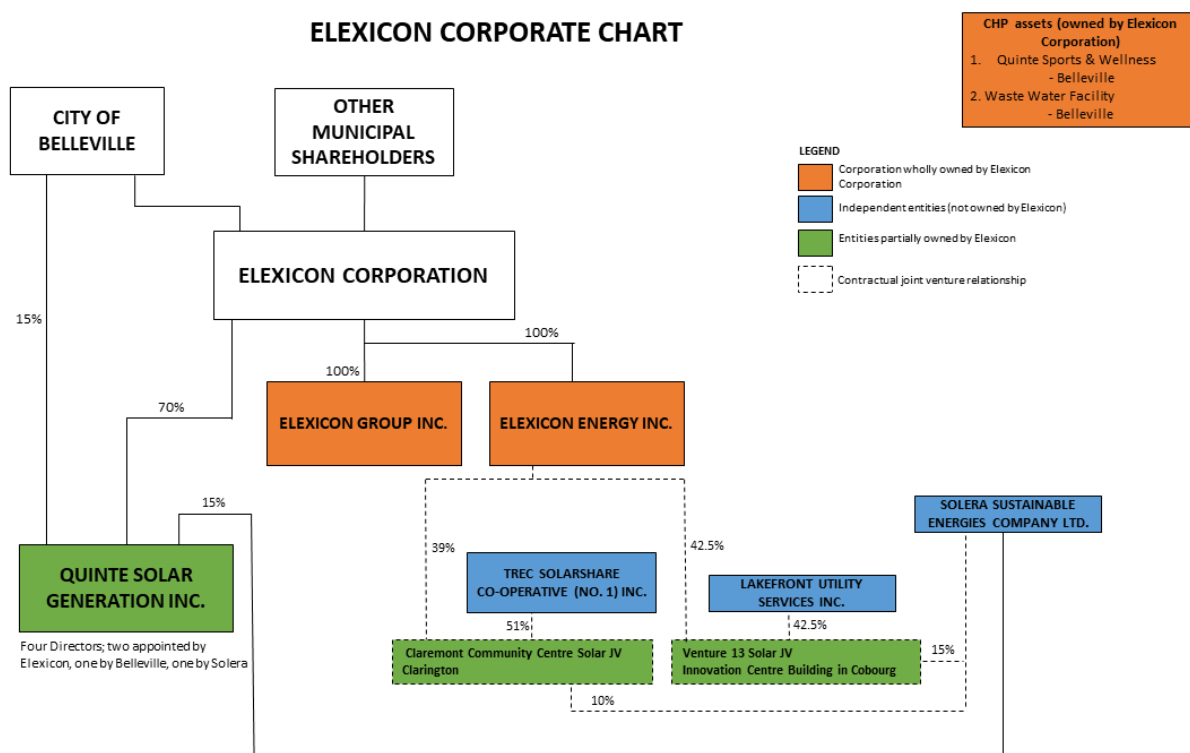 ELEXICON CORPORATE CHART
CHP assets (owned by Elexicon
Corporation)
1. Quinte Sports & Wellness
- Belleville
2. Waste Water Facility
- Belleville
CITY OF
BELLEVILLE
OTHER
MUNICIPAL
SHAREHOLDERS
LEGEND
Corporation wholly owned by Elexicon
Corporation
Independent entities (not owned by Elexicon)
Entities partially owned by Elexicon
Contractual joint venture relationship
ELEXICON CORPORATION
15%
100%
100%
70%
ELEXICON GROUP INC.
ELEXICON ENERGY INC.
15%
SOLERA SUSTAINABLE
ENERGIES COMPANY LTD.
QUINTE SOLAR
GENERATION INC.
39%
42.5%
TREC SOLARSHARE
CO-OPERATIVE (NO. 1) INC.
LAKEFRONT UTILITY
SERVICES INC.
51%
42.5%
Four Directors; two appointed by
Elexicon, one by Belleville, one by Solera
Claremont Community Centre Solar JV
Clarington
Venture 13 Solar JV
Innovation Centre Building in Cobourg
15%
10%